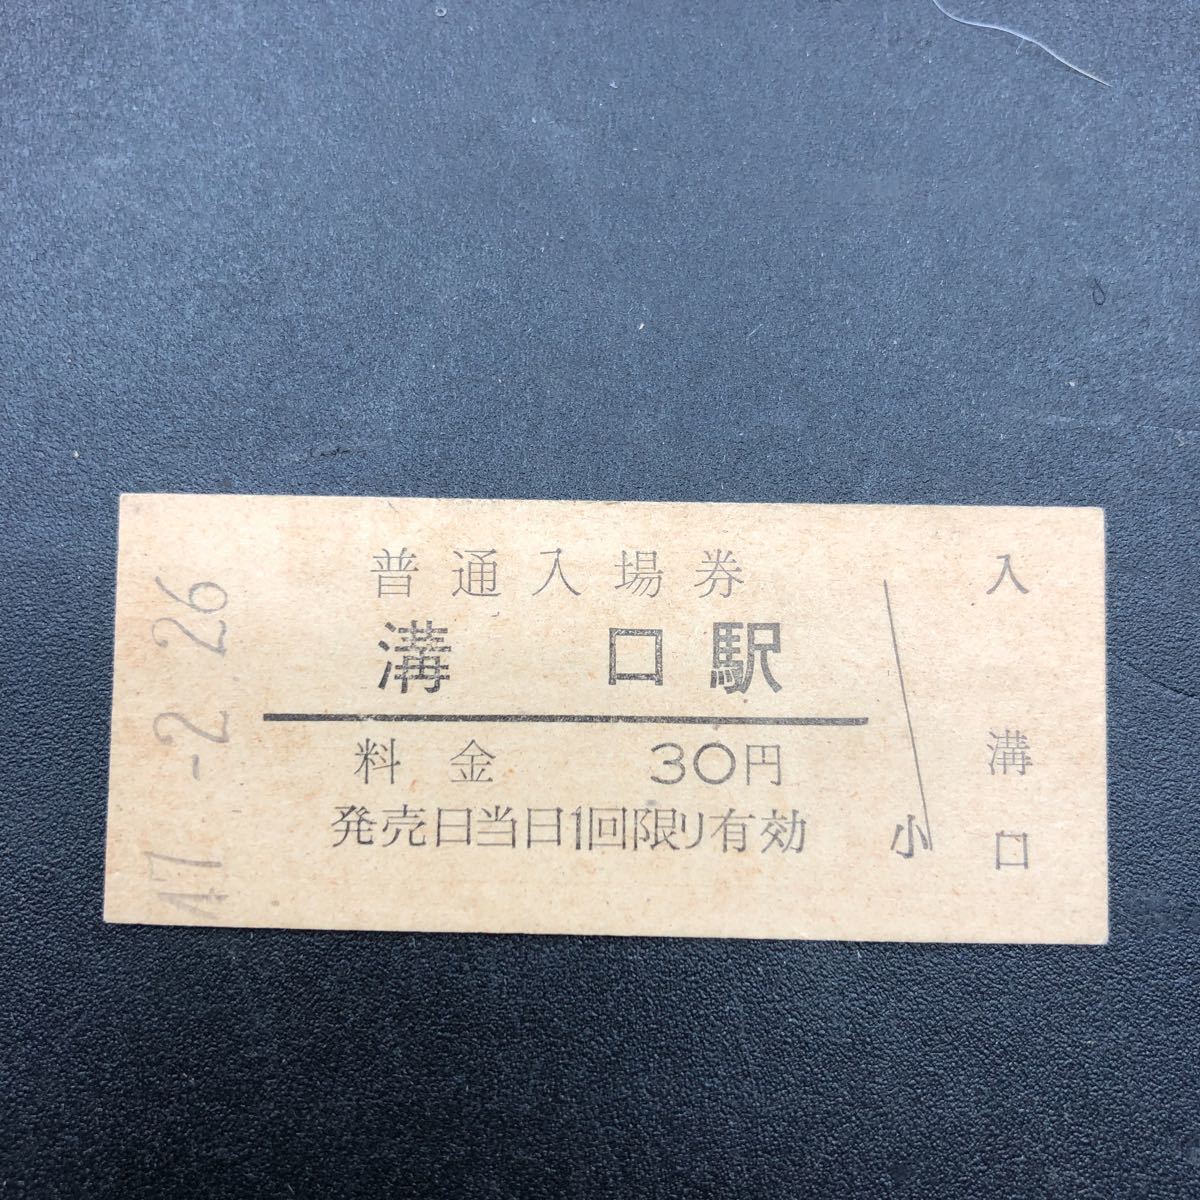 普通入場券
溝口駅
料金 30円
発売日当日1回限り有効
小
入
溝口
47.-2.26